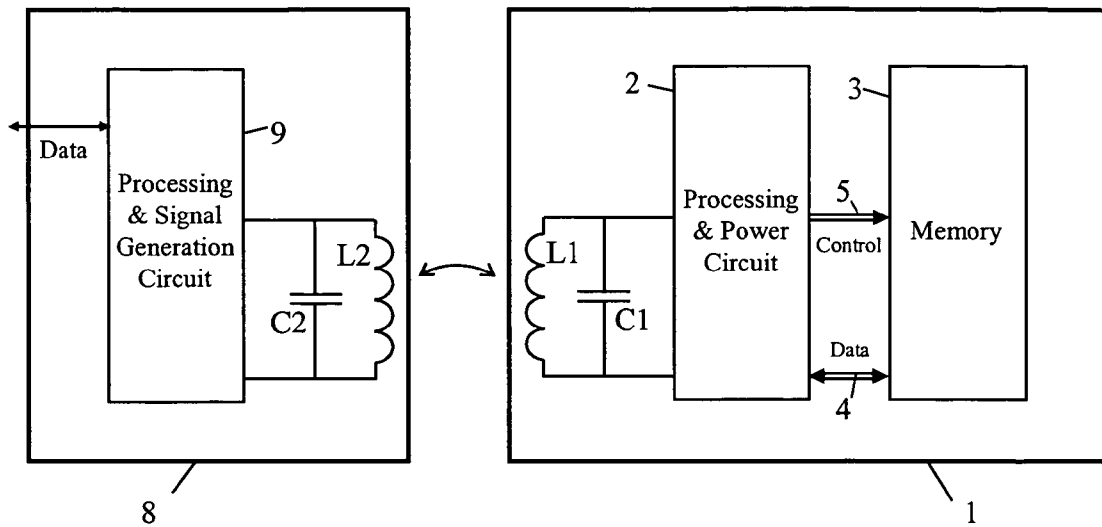 Data
9
Processing
& Signal
Generation
Circuit
L2
C2
8
2
3
L1
C1
Processing
& Power
Circuit
5
Control
Data
4
Memory
1